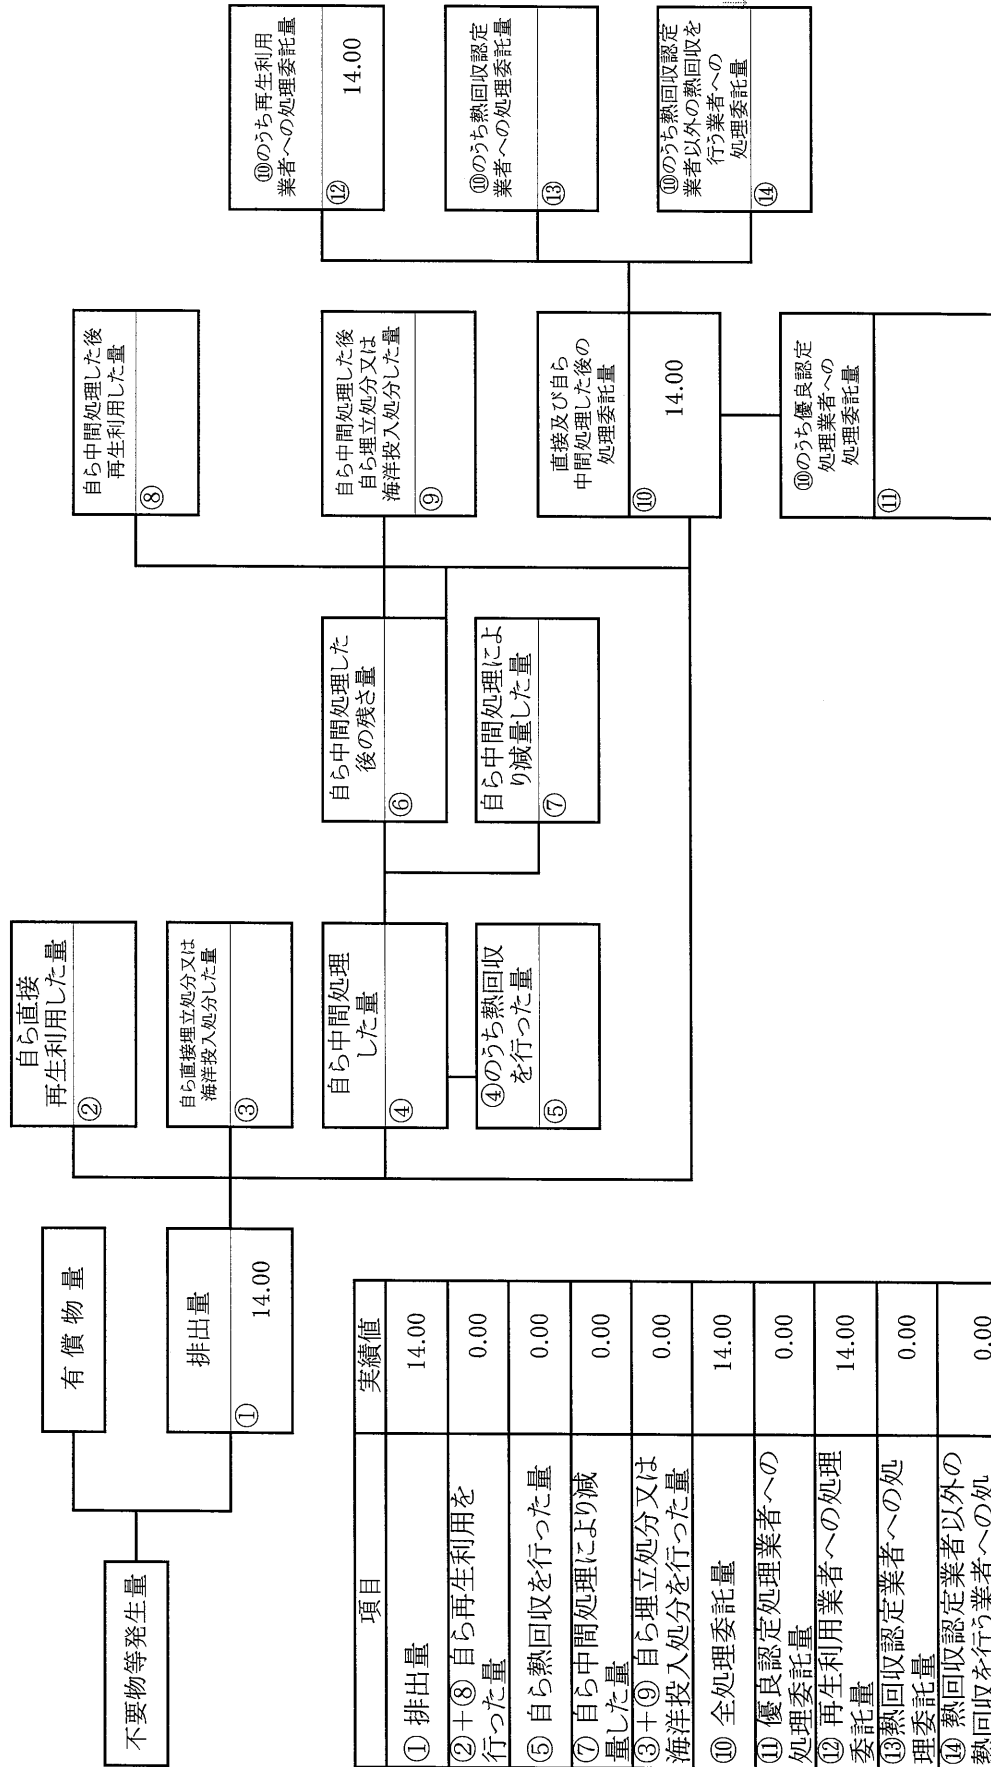 不要物等発生量
有償物量
排出量
①
14.00
自ら直接
再生利用した量
②
自ら直接埋立処分又は
海洋投入処分した量
③
自ら中間処理
した量
④
④のうち熱回収
を行った量
⑤
自ら中間処理した
後の残さ量
⑥
自ら中間処理によ
り減量した量
⑦
自ら中間処理した後
再生利用した量
⑧
自ら中間処理した後
自ら埋立処分又は
海洋投入処分した量
⑨
直接及び自ら
中間処理した後の
処理委託量
⑩
14.00
⑩のうち優良認定
処理業者への
処理委託量
⑪
⑩のうち再生利用
業者への処理委託量
⑫
14.00
⑩のうち熱回収認定
業者への処理委託量
⑬
⑩のうち熱回収認定
業者以外の熱回収を
行う業者への
処理委託量
⑭
項目 実績値
① 排出量 14.00
②+⑧ 自ら再生利用を
行った量 0.00
⑤ 自ら熱回収を行った量 0.00
⑦ 自ら中間処理により減
量した量 0.00
③+⑨ 自ら埋立処分又は
海洋投入処分を行った量 0.00
⑩ 全処理委託量 14.00
⑪ 優良認定処理業者への
処理委託量 0.00
⑫ 再生利用業者への処理
委託量 14.00
⑬熱回収認定業者への処
理委託量 0.00
⑭ 熱回収認定業者以外の
熱回収を行う業者への処 0.00